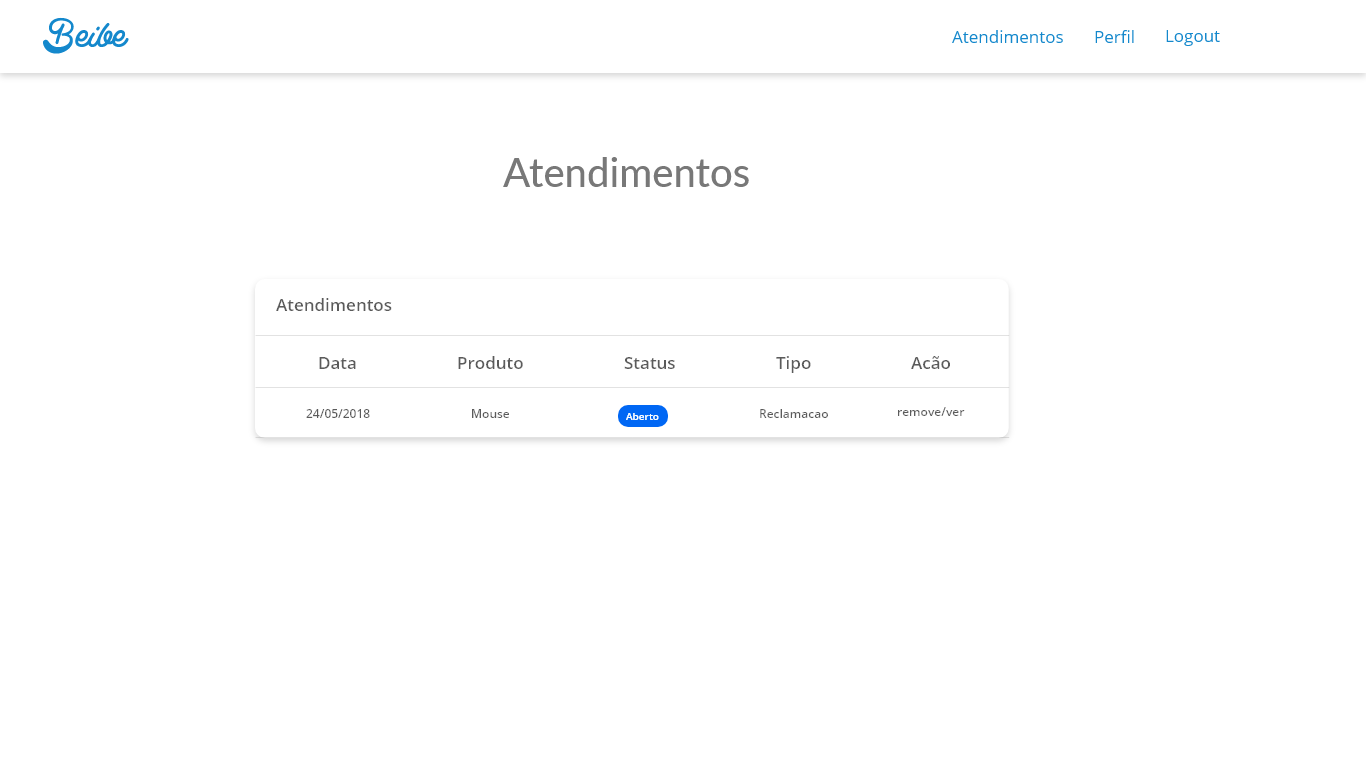 Beibe
Atendimentos Perfil Logout
Atendimentos
Atendimentos
Data Produto Status Tipo Acão
24/05/2018 Mouse Aberto Reclamacao remove/ver